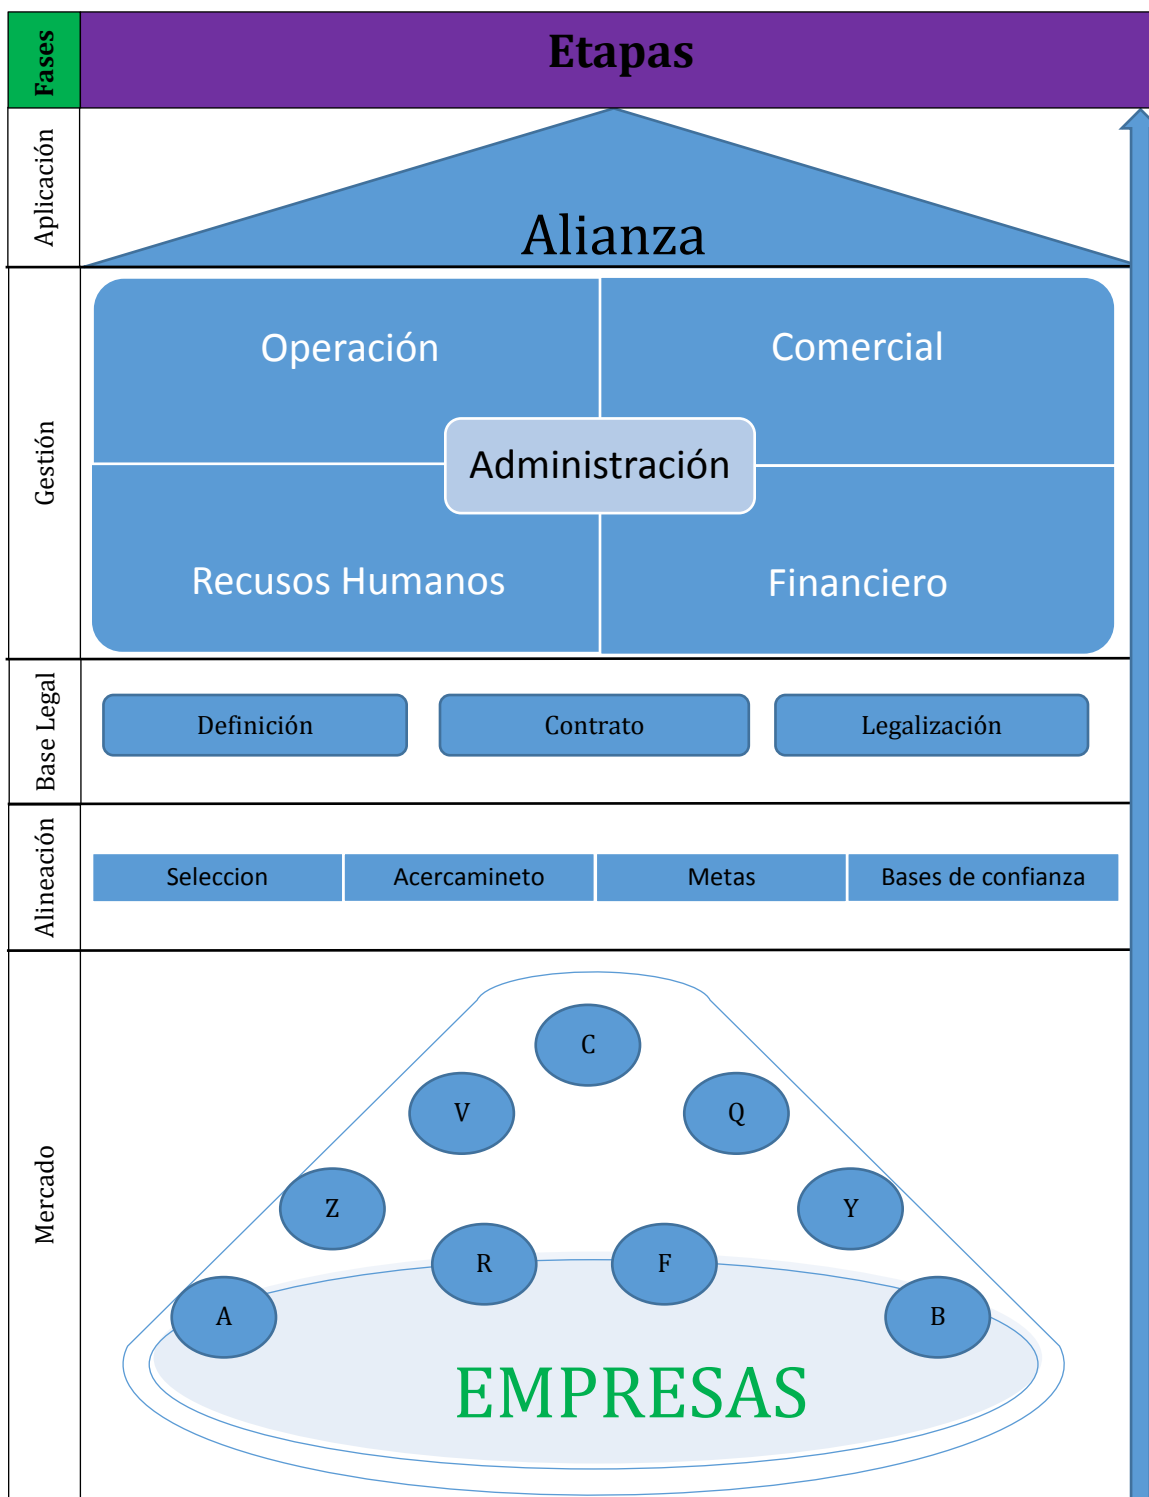 Fases
Etapas
Aplicación
Alianza
Gestión
Operación
Comercial
Administración
Recusos Humanos
Financiero
Base Legal
Definición
Contrato
Legalización
Alineación
Seleccion
Acercamineto
Metas
Bases de confianza
Mercado
C
V
Q
Z
Y
R
F
A
B
EMPRESAS